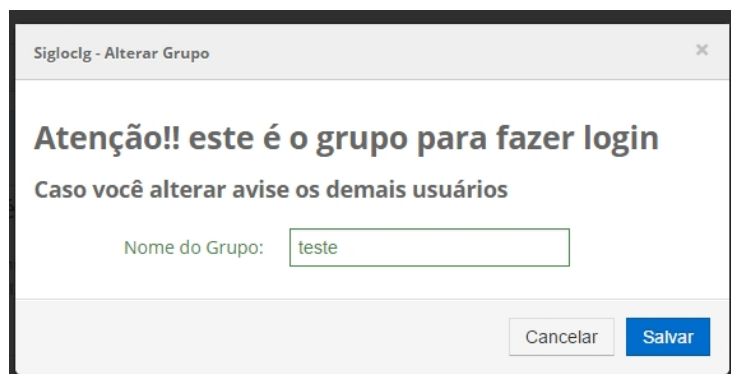 Sigloclg - Alterar Grupo ×
Atenção!! este é o grupo para fazer login
Caso você alterar avise os demais usuários
Nome do Grupo: teste
Cancelar Salvar